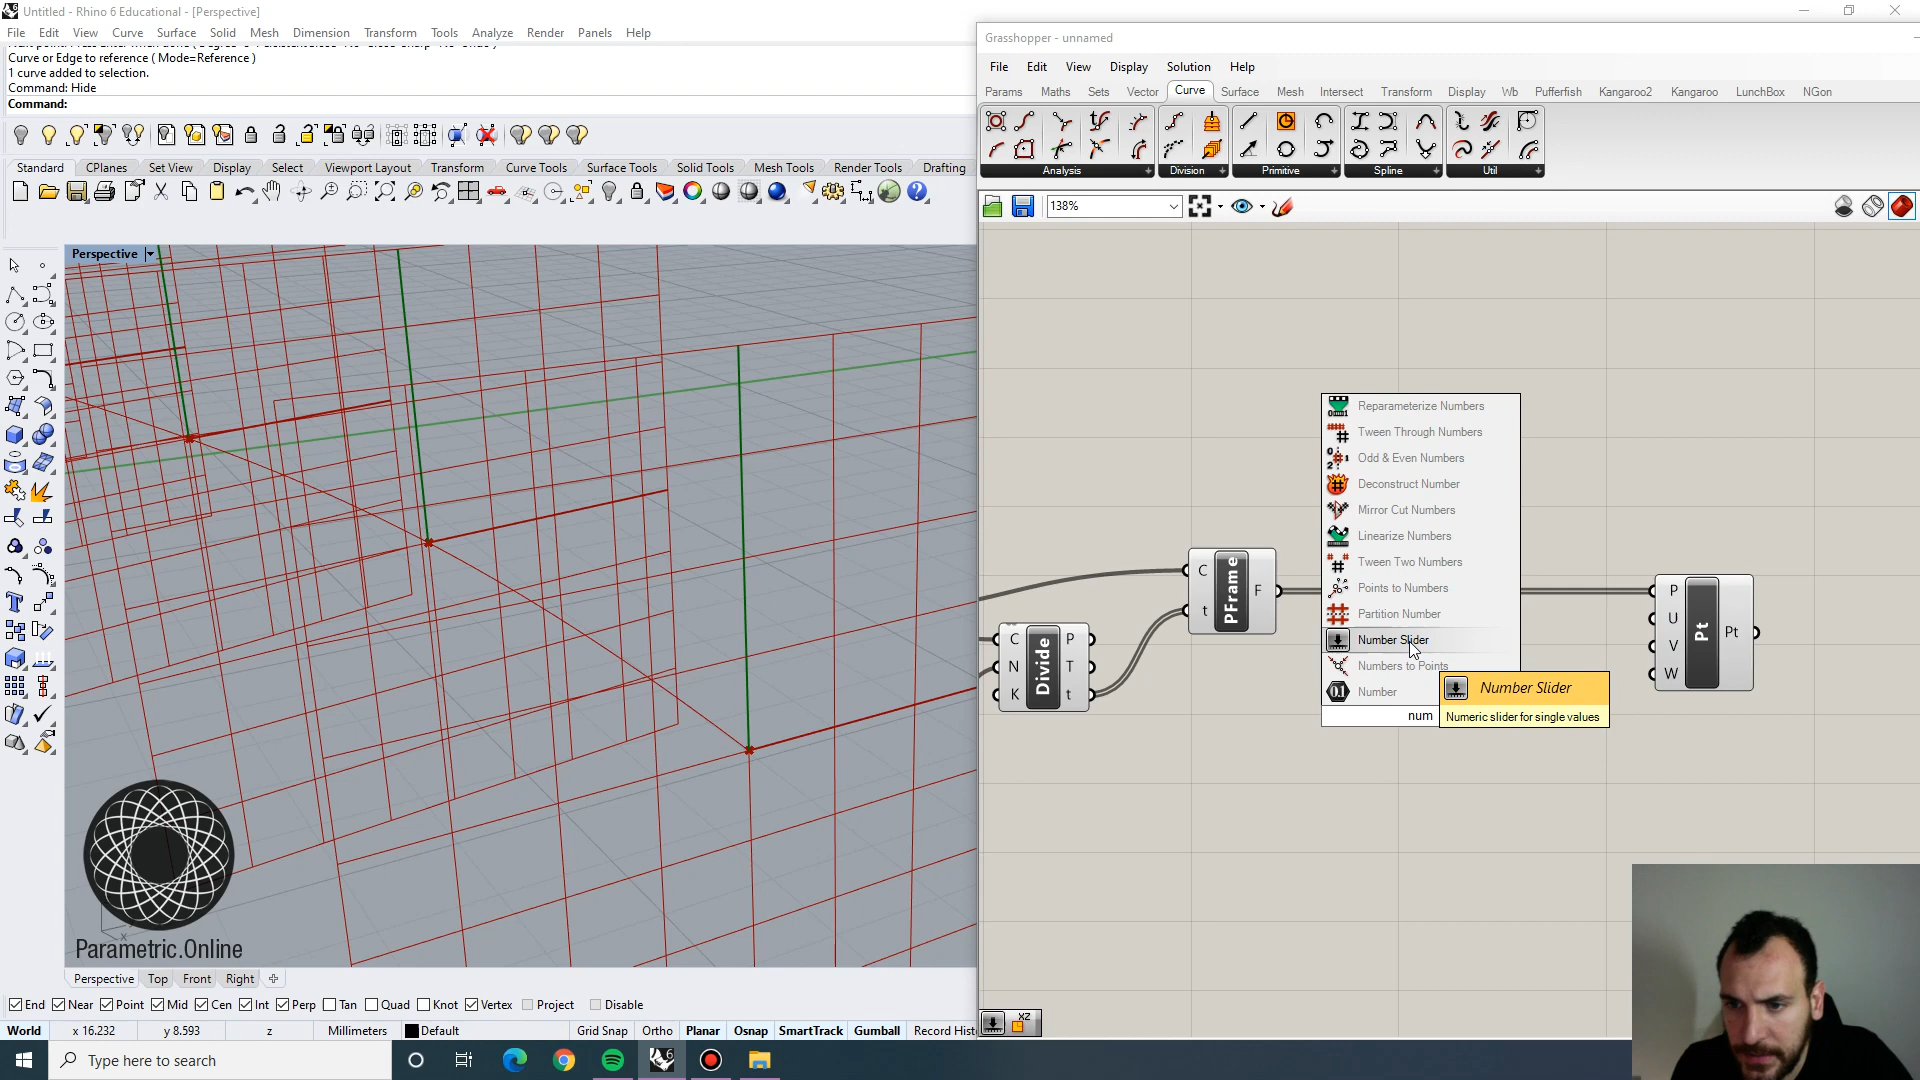 Untitled - Rhino 6 Educational - [Perspective]
File Edit View Curve Surface Solid Mesh Dimension Transform Tools Analyze Render Panels Help
Curve or Edge to reference ( Mode=Reference )
1 curve added to selection.
Command: Hide
Command:
Standard CPlanes Set View Display Select Viewport Layout Transform Curve Tools Surface Tools Solid Tools Mesh Tools Render Tools Drafting
Perspective
Parametric.Online
Perspective Top Front Right
End Near Point Mid Cen Int Perp Tan Quad Knot Vertex Project Disable
World x 16.232 y 8.593 z Millimeters Default Grid Snap Ortho Planar Osnap SmartTrack Gumball Record Hist
Type here to search
Grasshopper - unnamed
File Edit View Display Solution Help
Params Maths Sets Vector Curve Surface Mesh Intersect Transform Display Wb Pufferfish Kangaroo2 Kangaroo LunchBox NGon
Analysis Division Primitive Spline Util
138%
Reparameterize Numbers
Tween Through Numbers
Odd & Even Numbers
Deconstruct Number
Mirror Cut Numbers
Linearize Numbers
Tween Two Numbers
Points to Numbers
Partition Number
Number Slider
Numbers to Points
Number
num
Number Slider
Numeric slider for single values
C
t
PFrame
F
C
N
K
Divide
P
T
t
P
U
V
W
Pt
Pt
XZ